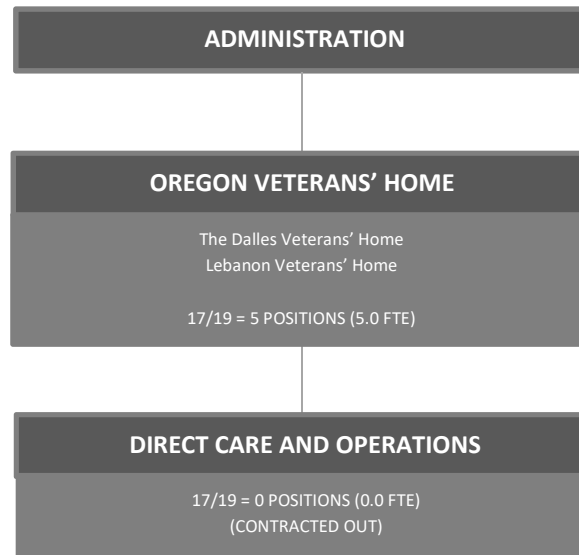 ADMINISTRATION
OREGON VETERANS’ HOME
The Dalles Veterans’ Home
Lebanon Veterans’ Home
17/19 = 5 POSITIONS (5.0 FTE)
DIRECT CARE AND OPERATIONS
17/19 = 0 POSITIONS (0.0 FTE)
(CONTRACTED OUT)